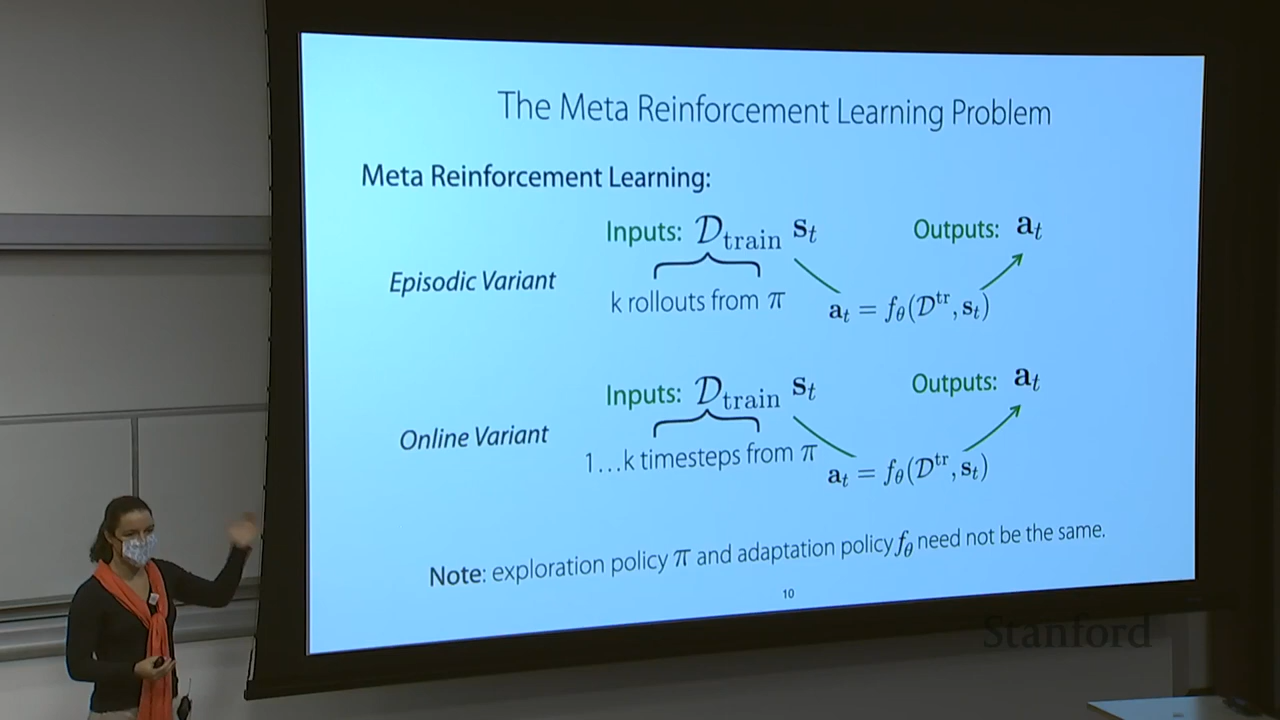 The Meta Reinforcement Learning Problem
Meta Reinforcement Learning:
Inputs: 𝒟train st
Outputs: at
Episodic Variant
k rollouts from π
at = fθ(𝒟tr, st)
Inputs: 𝒟train st
Outputs: at
Online Variant
1…k timesteps from π
at = fθ(𝒟tr, st)
Note: exploration policy π and adaptation policy fθ need not be the same.
10
Stanford